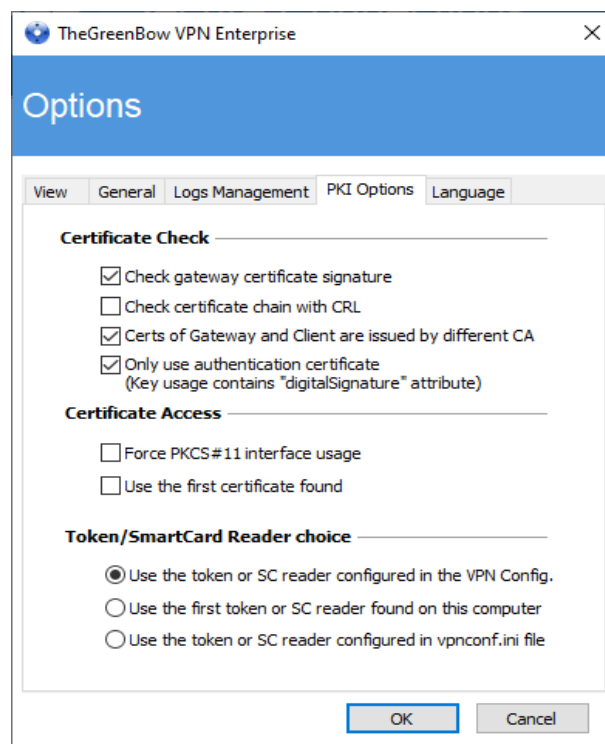 TheGreenBow VPN Enterprise
Options
View General Logs Management PKI Options Language
Certificate Check
Check gateway certificate signature
Check certificate chain with CRL
Certs of Gateway and Client are issued by different CA
Only use authentication certificate
(Key usage contains "digitalSignature" attribute)
Certificate Access
Force PKCS#11 interface usage
Use the first certificate found
Token/SmartCard Reader choice
Use the token or SC reader configured in the VPN Config.
Use the first token or SC reader found on this computer
Use the token or SC reader configured in vpnconf.ini file
OK Cancel